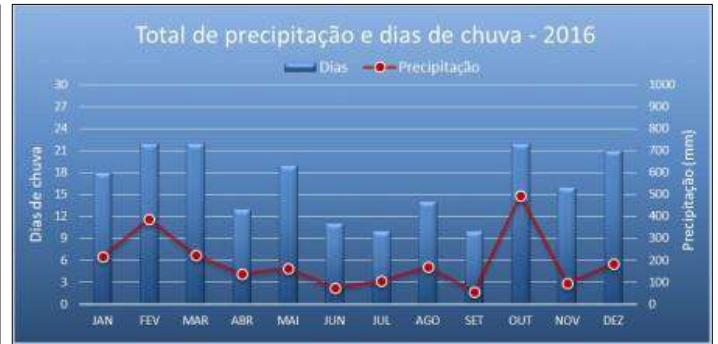 Total de precipitação e dias de chuva - 2016
Dias Precipitação
30 1000
27 900
24 800
21 700
18 600
15 500
12 400
9 300
6 200
3 100
0 0
Dias de chuva
Precipitação (mm)
JAN FEV MAR ABR MAI JUN JUL AGO SET OUT NOV DEZ